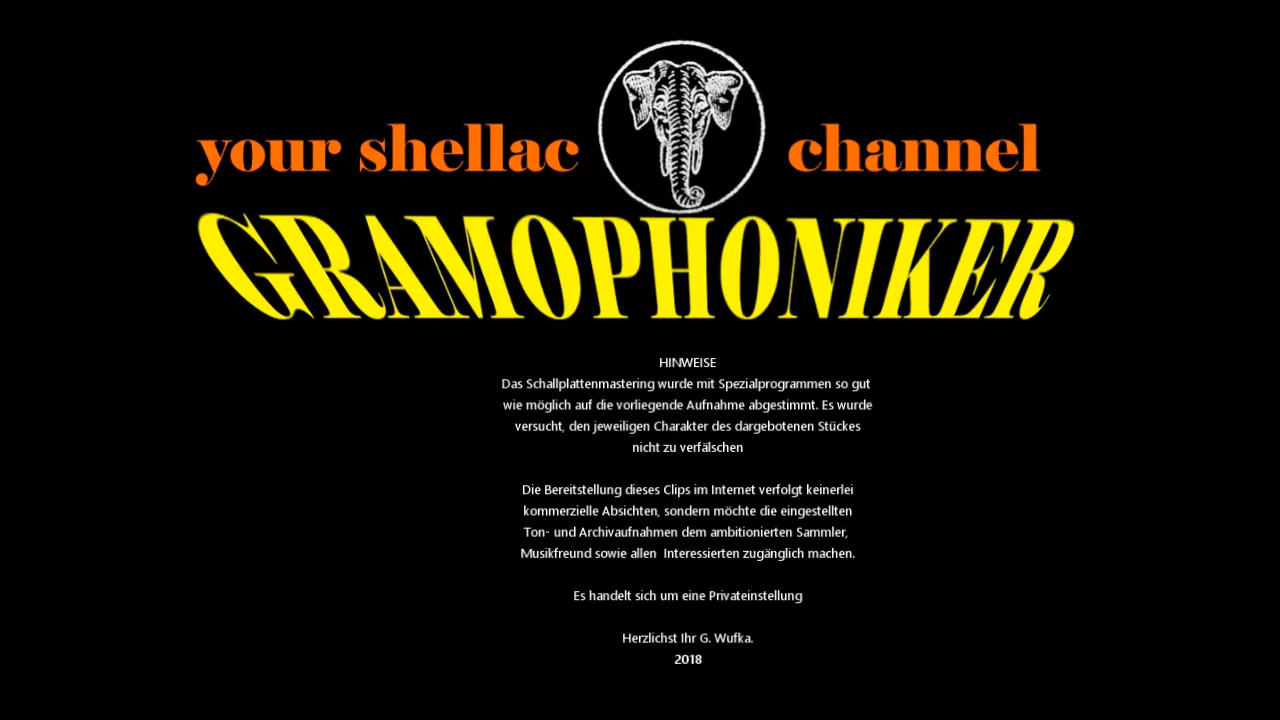 your shellac channel
GRAMOPHONIKER
HINWEISE
Das Schallplattenmastering wurde mit Spezialprogrammen so gut
wie möglich auf die vorliegende Aufnahme abgestimmt. Es wurde
versucht, den jeweiligen Charakter des dargebotenen Stückes
nicht zu verfälschen
Die Bereitstellung dieses Clips im Internet verfolgt keinerlei
kommerzielle Absichten, sondern möchte die eingestellten
Ton- und Archivaufnahmen dem ambitionierten Sammler,
Musikfreund sowie allen Interessierten zugänglich machen.
Es handelt sich um eine Privateinstellung
Herzlichst Ihr G. Wufka.
2018